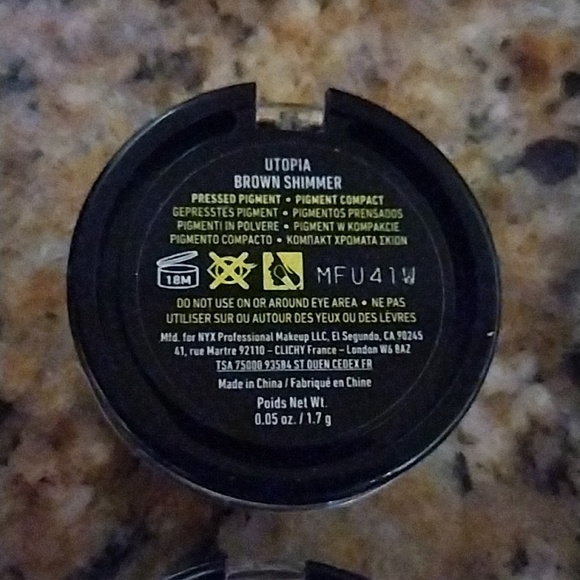 UTOPIA
BROWN SHIMMER
PRESSED PIGMENT • PIGMENT COMPACT
GEPRESSTES PIGMENT • PIGMENTOS PRENSADOS
PIGMENTI IN POLVERE • PIGMENT W KOMPAKCIE
PIGMENTO COMPACTO • ΚΟΜΠΑΚΤ ΧΡΩΜΑΤΑ ΣΚΙΩΝ
18M MFU41W
DO NOT USE ON OR AROUND EYE AREA • NE PAS
UTILISER SUR OU AUTOUR DES YEUX OU DES LÈVRES
Mfd. for NYX Professional Makeup LLC, El Segundo, CA 90245
41, rue Martre 92110 – CLICHY France – London W6 8AZ
TSA 75000 93584 ST OUEN CEDEX FR
Made in China / Fabriqué en Chine
Poids Net Wt.
0.05 oz. / 1.7 g